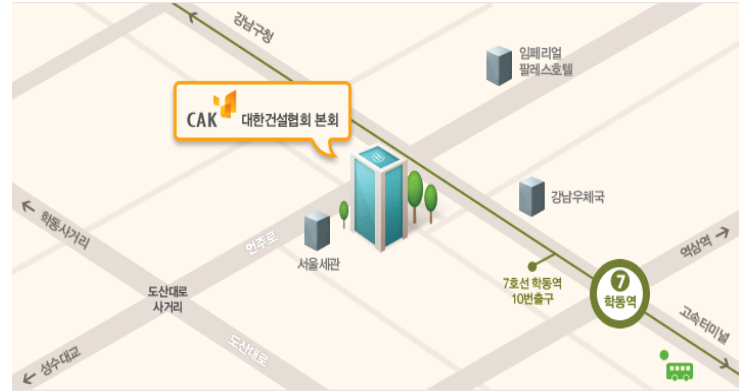 강남구청
임페리얼
팰레스호텔
CAK 대한건설협회 본회
강남우체국
학동사거리
언주로
서울세관
역삼역
7호선 학동역
10번출구
7
학동역
도산대로
사거리
고속터미널
도산대로
성수대교